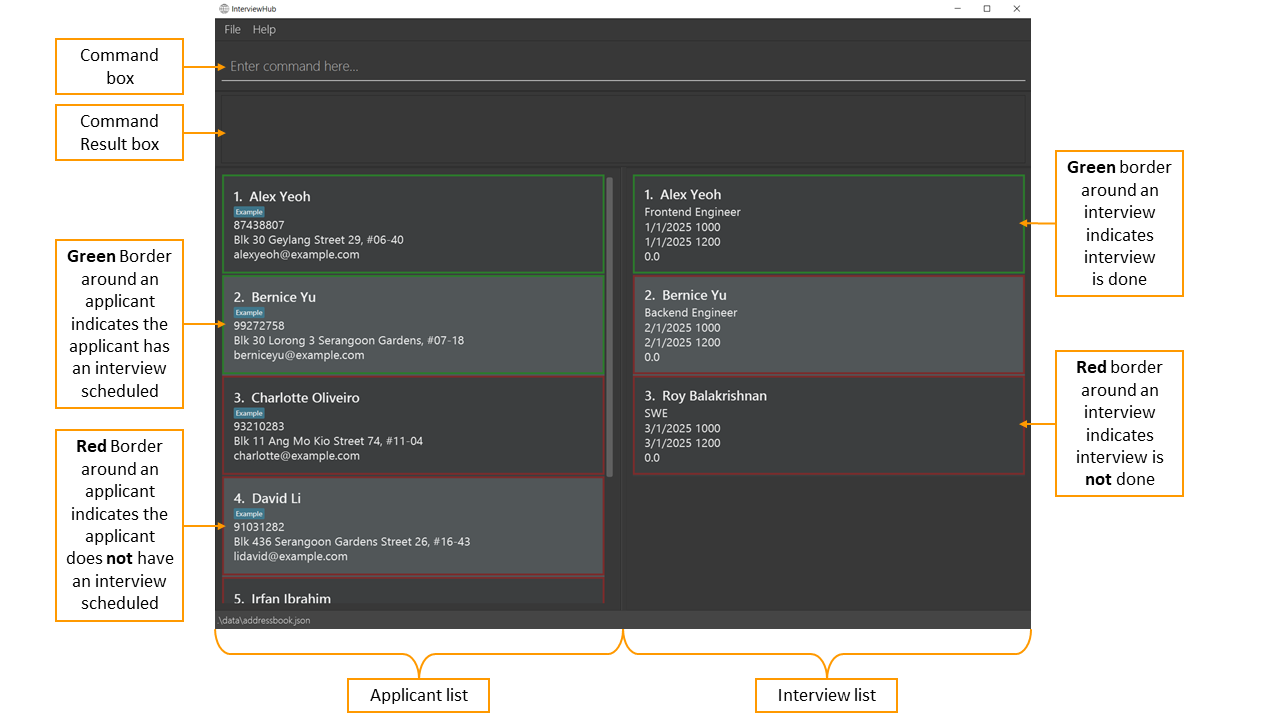 InterviewHub
File Help
Command
box
Enter command here...
Command
Result box
1. Alex Yeoh
Example
87438807
Blk 30 Geylang Street 29, #06-40
alexyeoh@example.com
2. Bernice Yu
Example
99272758
Blk 30 Lorong 3 Serangoon Gardens, #07-18
berniceyu@example.com
3. Charlotte Oliveiro
Example
93210283
Blk 11 Ang Mo Kio Street 74, #11-04
charlotte@example.com
4. David Li
Example
91031282
Blk 436 Serangoon Gardens Street 26, #16-43
lidavid@example.com
5. Irfan Ibrahim
1. Alex Yeoh
Frontend Engineer
1/1/2025 1000
1/1/2025 1200
0.0
2. Bernice Yu
Backend Engineer
2/1/2025 1000
2/1/2025 1200
0.0
3. Roy Balakrishnan
SWE
3/1/2025 1000
3/1/2025 1200
0.0
Green Border
around an
applicant
indicates the
applicant has
an interview
scheduled
Red Border
around an
applicant
indicates the
applicant
does not have
an interview
scheduled
Green border
around an
interview
indicates
interview
is done
Red border
around an
interview
indicates
interview is
not done
.\data\addressbook.json
Applicant list
Interview list